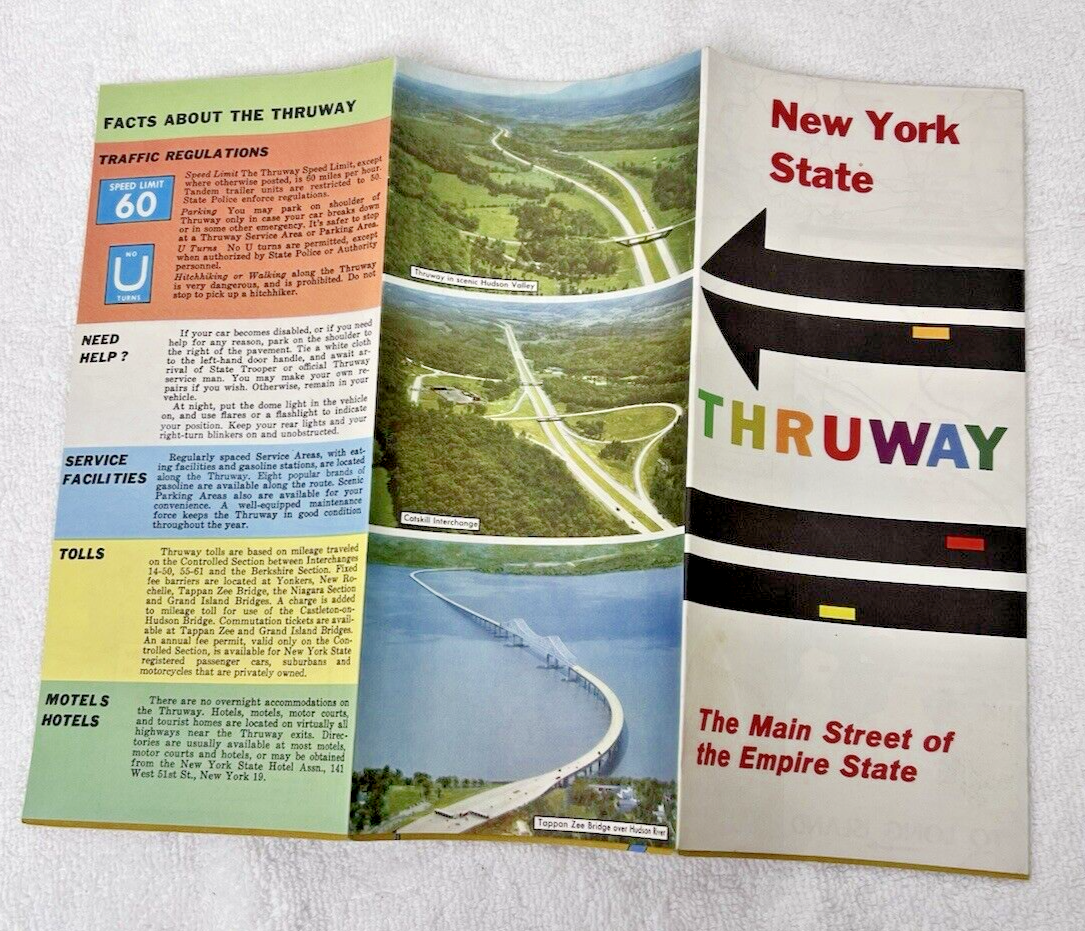 FACTS ABOUT THE THRUWAY
TRAFFIC REGULATIONS
SPEED LIMIT
60
Speed Limit The Thruway Speed Limit, except
where otherwise posted, is 60 miles per hour.
Tandem trailer units are restricted to 50.
State Police enforce regulations.
Parking You may park on shoulder of
Thruway only in case your car breaks down
or in some other emergency. It's safer to stop
at a Thruway Service Area or Parking Area.
NO
U
TURNS
U Turns No U turns are permitted, except
when authorized by State Police or Authority
personnel.
Hitchhiking or Walking along the Thruway
is very dangerous, and is prohibited. Do not
stop to pick up a hitchhiker.
NEED
HELP?
If your car becomes disabled, or if you need
help for any reason, park on the shoulder to
the right of the pavement. Tie a white cloth
to the left-hand door handle, and await ar-
rival of State Trooper or official Thruway
service man. You may make your own re-
pairs if you wish. Otherwise, remain in your
vehicle.
At night, put the dome light in the vehicle
on, and use flares or a flashlight to indicate
your position. Keep your rear lights and your
right-turn blinkers on and unobstructed.
SERVICE
FACILITIES
Regularly spaced Service Areas, with eat-
ing facilities and gasoline stations, are located
along the Thruway. Eight popular brands of
gasoline are available along the route. Scenic
Parking Areas also are available for your
convenience. A well-equipped maintenance
force keeps the Thruway in good condition
throughout the year.
TOLLS
Thruway tolls are based on mileage traveled
on the Controlled Section between Interchanges
14-50, 55-61 and the Berkshire Section. Fixed
fee barriers are located at Yonkers, New Ro-
chelle, Tappan Zee Bridge, the Niagara Section
and Grand Island Bridges. A charge is added
to mileage toll for use of the Castleton-on-
Hudson Bridge. Commutation tickets are avail-
able at Tappan Zee and Grand Island Bridges.
An annual fee permit, valid only on the Con-
trolled Section, is available for New York State
registered passenger cars, suburbans and
motorcycles that are privately owned.
MOTELS
HOTELS
There are no overnight accommodations on
the Thruway. Hotels, motels, motor courts,
and tourist homes are located on virtually all
highways near the Thruway exits. Direc-
tories are usually available at most motels,
motor courts and hotels, or may be obtained
from the New York State Hotel Assn., 141
West 51st St., New York 19.
Thruway in scenic Hudson Valley
Catskill Interchange
Tappan Zee Bridge over Hudson River
New York
State
THRUWAY
The Main Street of
the Empire State